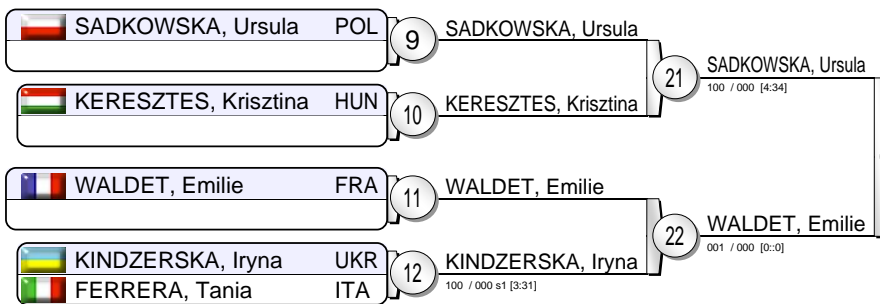 SADKOWSKA, Ursula POL
9
SADKOWSKA, Ursula
21
SADKOWSKA, Ursula
100 / 000 [4:34]
KERESZTES, Krisztina HUN
10
KERESZTES, Krisztina
WALDET, Emilie FRA
11
WALDET, Emilie
22
WALDET, Emilie
001 / 000 [0::0]
KINDZERSKA, Iryna UKR
FERRERA, Tania ITA
12
KINDZERSKA, Iryna
100 / 000 s1 [3:31]